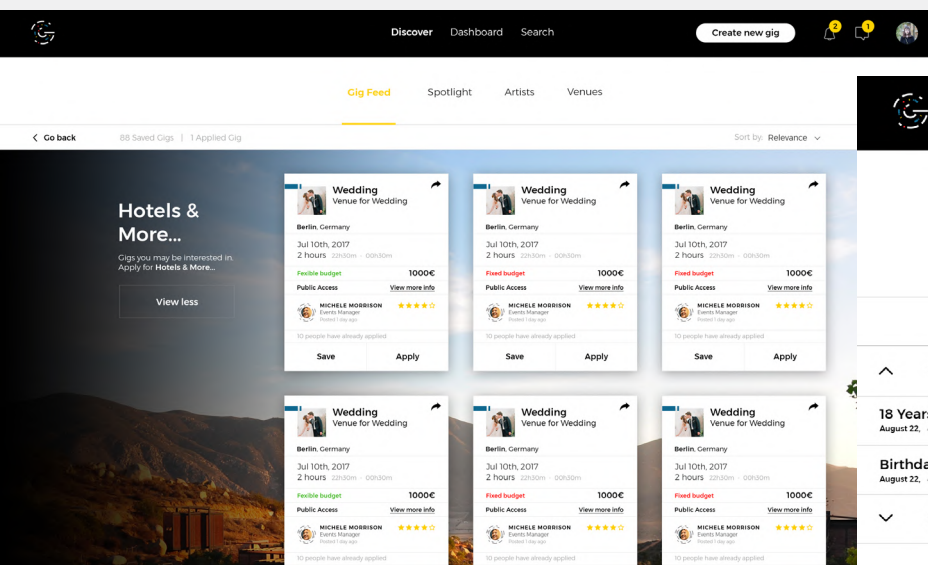 Discover Dashboard Search Create new gig 2 1
Gig Feed Spotlight Artists Venues
Go back 88 Saved Gigs | 1 Applied Gig Sort by: Relevance
Hotels &
More...
Gigs you may be interested in.
Apply for Hotels & More...
View less
Wedding
Venue for Wedding
Berlin, Germany
Jul 10th, 2017
2 hours 22h30m - 00h30m
Fexible budget 1000€
Public Access View more info
MICHELE MORRISON
Events Manager
Posted 1 day ago
10 people have already applied
Save Apply
Wedding
Venue for Wedding
Berlin, Germany
Jul 10th, 2017
2 hours 22h30m - 00h30m
Fixed budget 1000€
Public Access View more info
MICHELE MORRISON
Events Manager
Posted 1 day ago
10 people have already applied
Save Apply
Wedding
Venue for Wedding
Berlin, Germany
Jul 10th, 2017
2 hours 22h30m - 00h30m
Fixed budget 1000€
Public Access View more info
MICHELE MORRISON
Events Manager
Posted 1 day ago
10 people have already applied
Save Apply
Wedding
Venue for Wedding
Berlin, Germany
Jul 10th, 2017
2 hours 22h30m - 00h30m
Fexible budget 1000€
Public Access View more info
MICHELE MORRISON
Events Manager
Posted 1 day ago
10 people have already applied
Wedding
Venue for Wedding
Berlin, Germany
Jul 10th, 2017
2 hours 22h30m - 00h30m
Fixed budget 1000€
Public Access View more info
MICHELE MORRISON
Events Manager
Posted 1 day ago
10 people have already applied
Wedding
Venue for Wedding
Berlin, Germany
Jul 10th, 2017
2 hours 22h30m - 00h30m
Fixed budget 1000€
Public Access View more info
MICHELE MORRISON
Events Manager
Posted 1 day ago
10 people have already applied
18 Years
August 22,
Birthda
August 22,